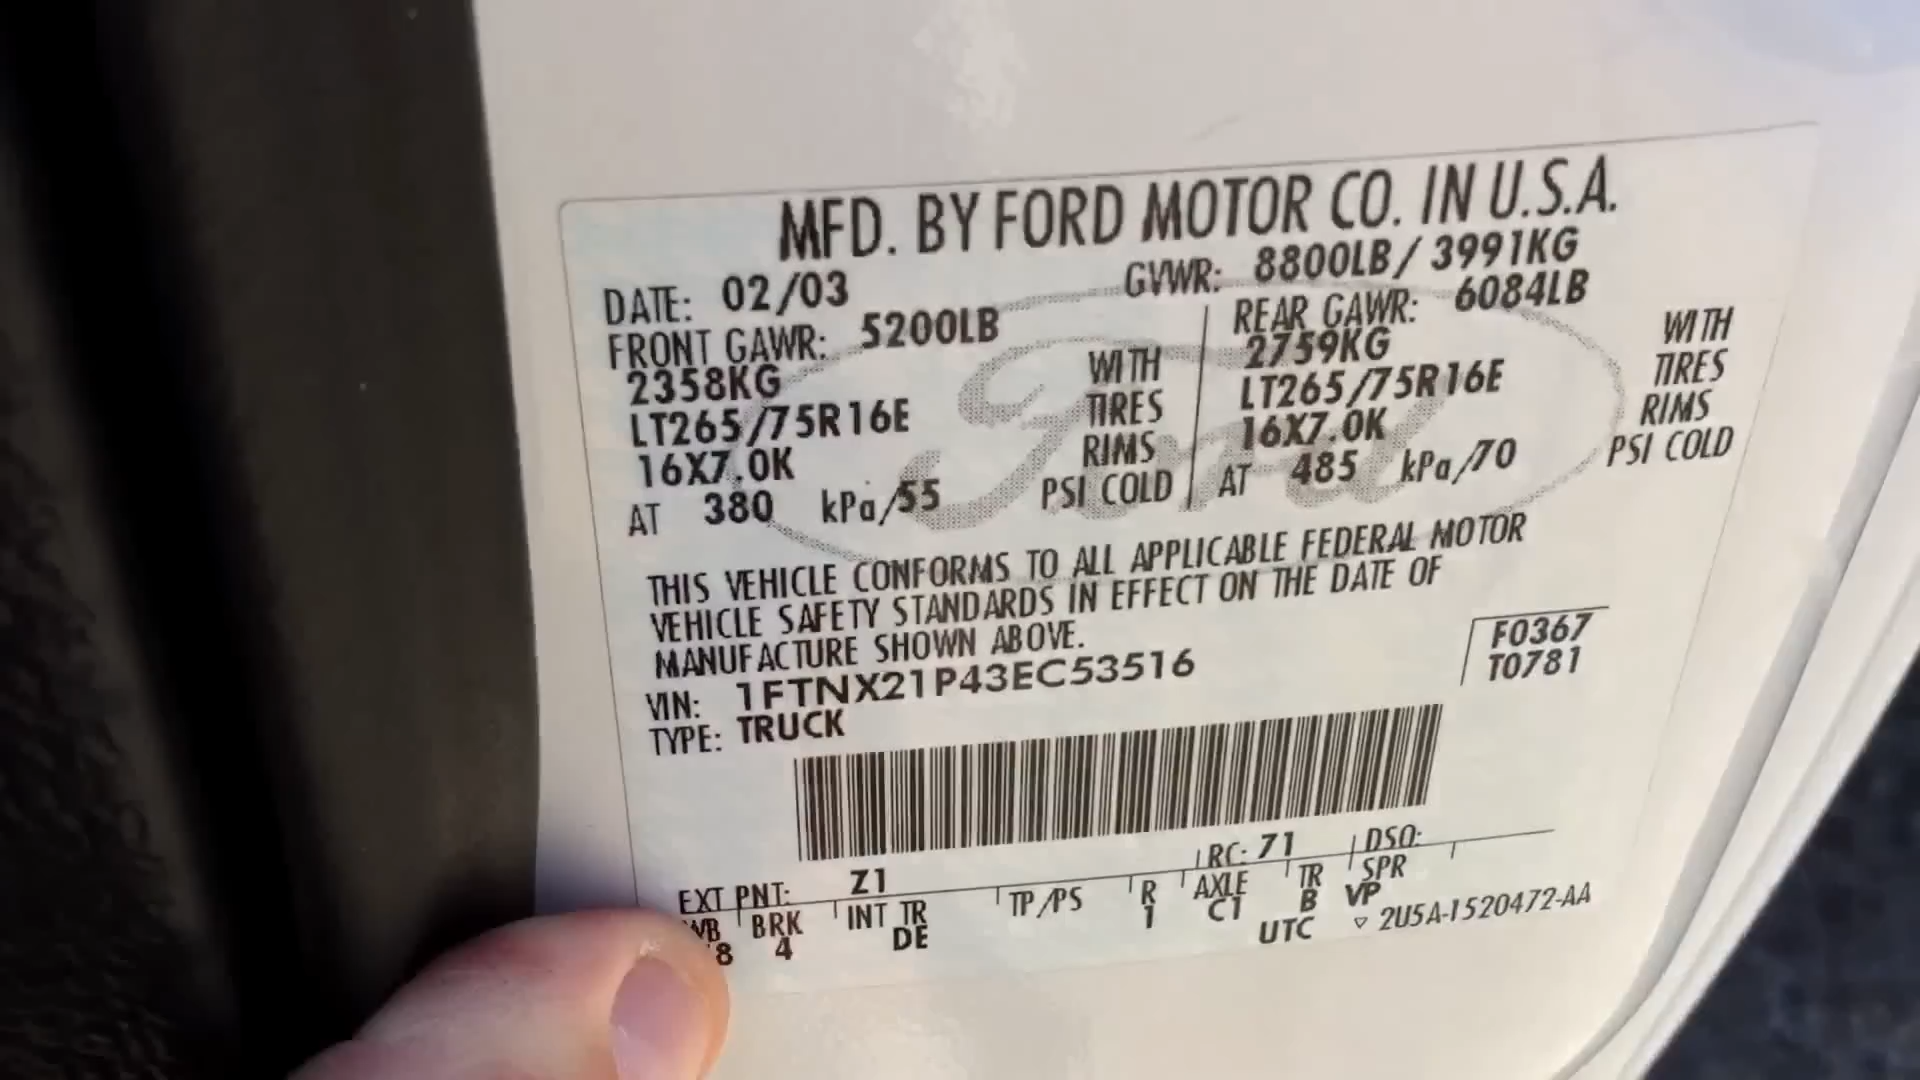 MFD. BY FORD MOTOR CO. IN U.S.A.
DATE: 02/03 GVWR: 8800LB/ 3991KG
FRONT GAWR: 5200LB REAR GAWR: 6084LB
2358KG WITH 2759KG WITH
LT265/75R16E TIRES LT265/75R16E TIRES
16X7.0K RIMS 16X7.0K RIMS
AT 380 kPa/55 PSI COLD AT 485 kPa/70 PSI COLD
THIS VEHICLE CONFORMS TO ALL APPLICABLE FEDERAL MOTOR
VEHICLE SAFETY STANDARDS IN EFFECT ON THE DATE OF
MANUFACTURE SHOWN ABOVE.
F0367
T0781
VIN: 1FTNX21P43EC53516
TYPE: TRUCK
EXT PNT: Z1 RC: 71 DSO:
WB BRK INT TR TP/PS R AXLE TR SPR
8 4 DE 1 C1 B VP
UTC ▽ 2U5A-1520472-AA
Ford